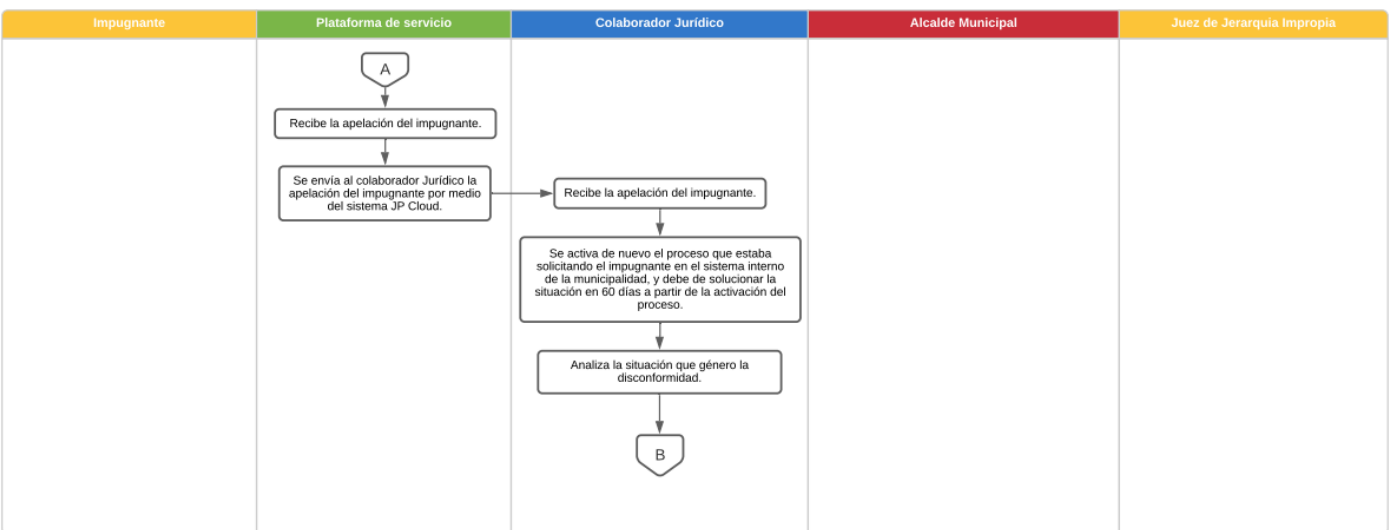 Impugnante
Plataforma de servicio
Colaborador Jurídico
Alcalde Municipal
Juez de Jerarquia Impropia
A
Recibe la apelación del impugnante.
Se envía al colaborador Jurídico la
apelación del impugnante por medio
del sistema JP Cloud.
Recibe la apelación del impugnante.
Se activa de nuevo el proceso que estaba
solicitando el impugnante en el sistema interno
de la municipalidad, y debe de solucionar la
situación en 60 días a partir de la activación del
proceso.
Analiza la situación que género la
disconformidad.
B